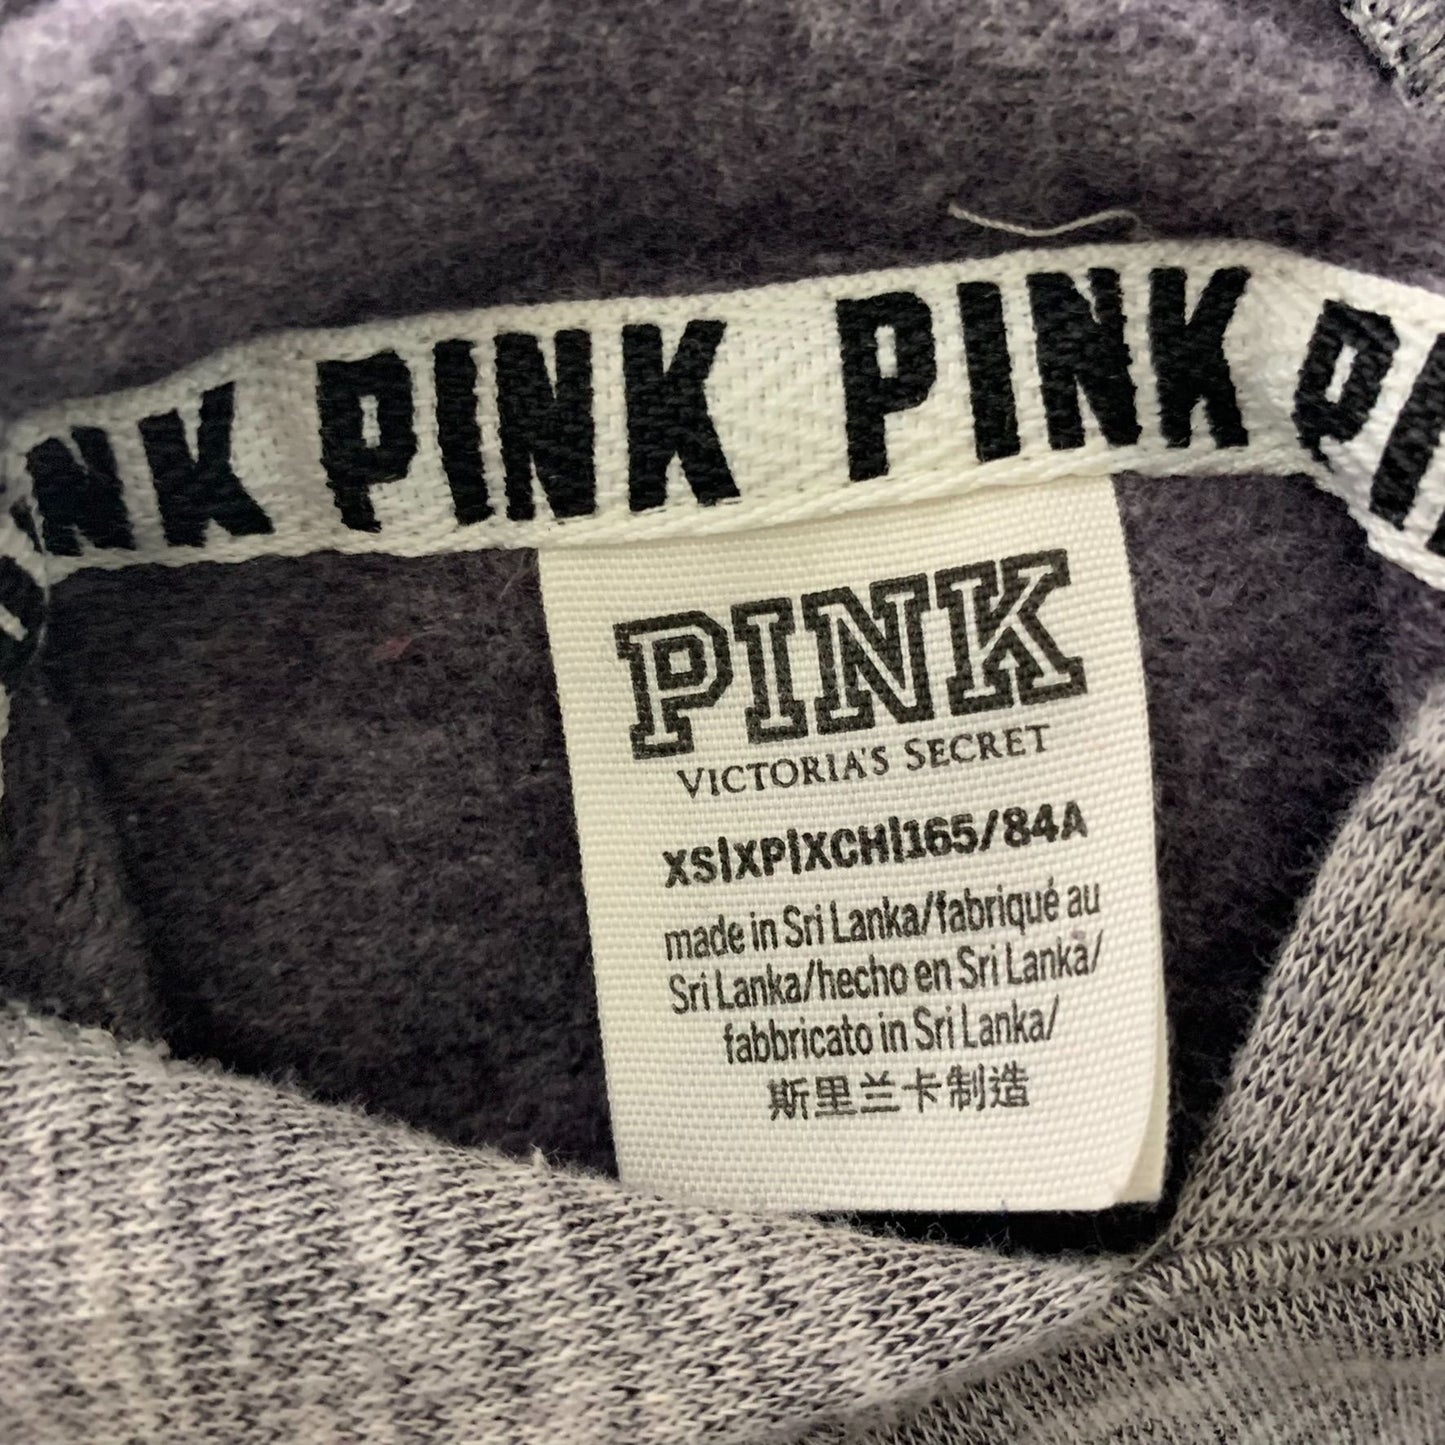 PINK PINK PINK PINK
PINK
VICTORIA'S SECRET
XS|XP|XCH|165/84A
made in Sri Lanka/fabriqué au
Sri Lanka/hecho en Sri Lanka/
fabbricato in Sri Lanka/
斯里兰卡制造